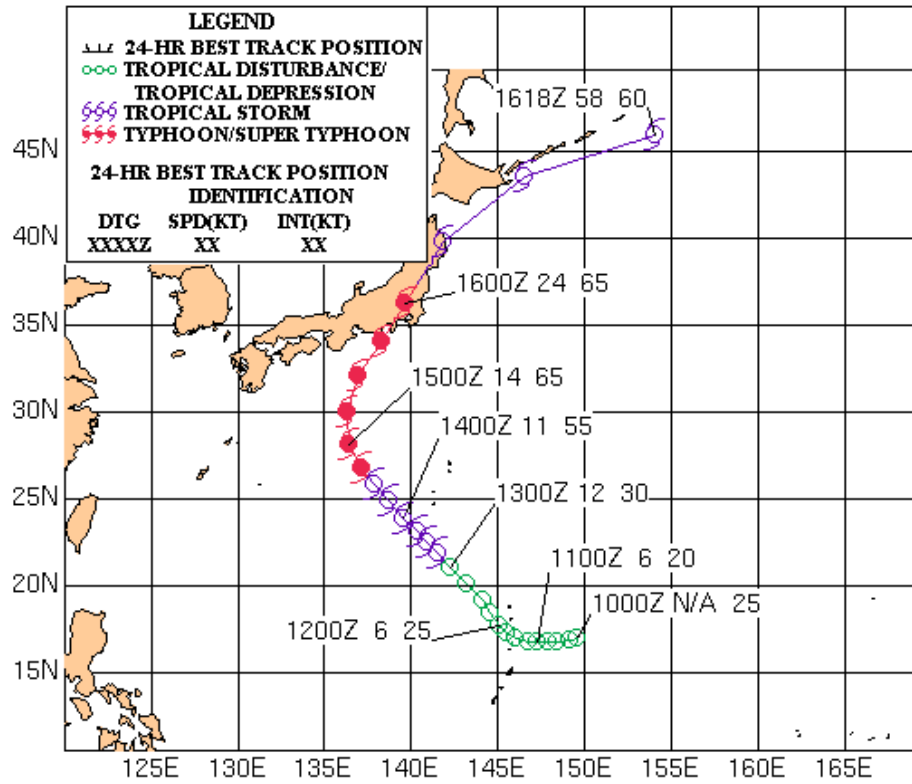 LEGEND
24-HR BEST TRACK POSITION
TROPICAL DISTURBANCE/
TROPICAL DEPRESSION
TROPICAL STORM
TYPHOON/SUPER TYPHOON
24-HR BEST TRACK POSITION
IDENTIFICATION
DTG SPD(KT) INT(KT)
XXXXZ XX XX
1618Z 58 60
45N
40N
1600Z 24 65
35N
1500Z 14 65
30N
1400Z 11 55
25N
1300Z 12 30
1100Z 6 20
20N
1000Z N/A 25
1200Z 6 25
15N
125E 130E 135E 140E 145E 150E 155E 160E 165E